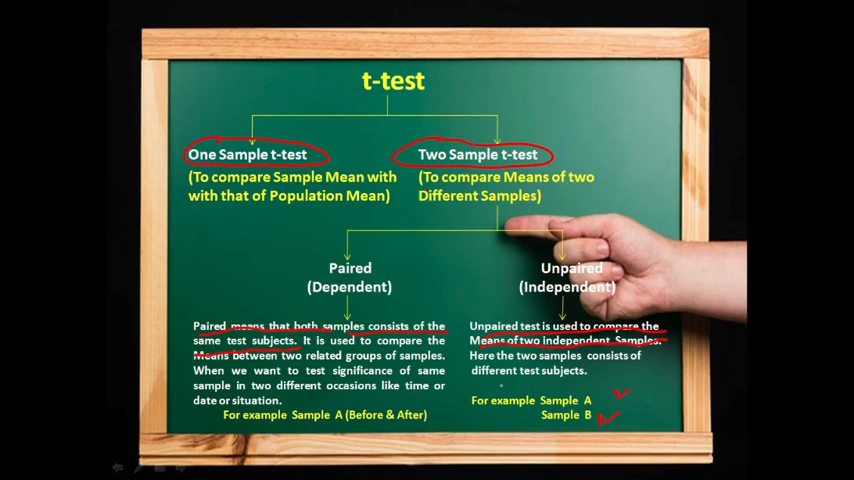 t-test
One Sample t-test
(To compare Sample Mean with
with that of Population Mean)
Two Sample t-test
(To compare Means of two
Different Samples)
Paired
(Dependent)
Unpaired
(Independent)
Paired means that both samples consists of the
same test subjects. It is used to compare the
Means between two related groups of samples.
When we want to test significance of same
sample in two different occasions like time or
date or situation.
For example Sample A (Before & After)
Unpaired test is used to compare the
Means of two independent Samples.
Here the two samples consists of
different test subjects.
For example Sample A
Sample B